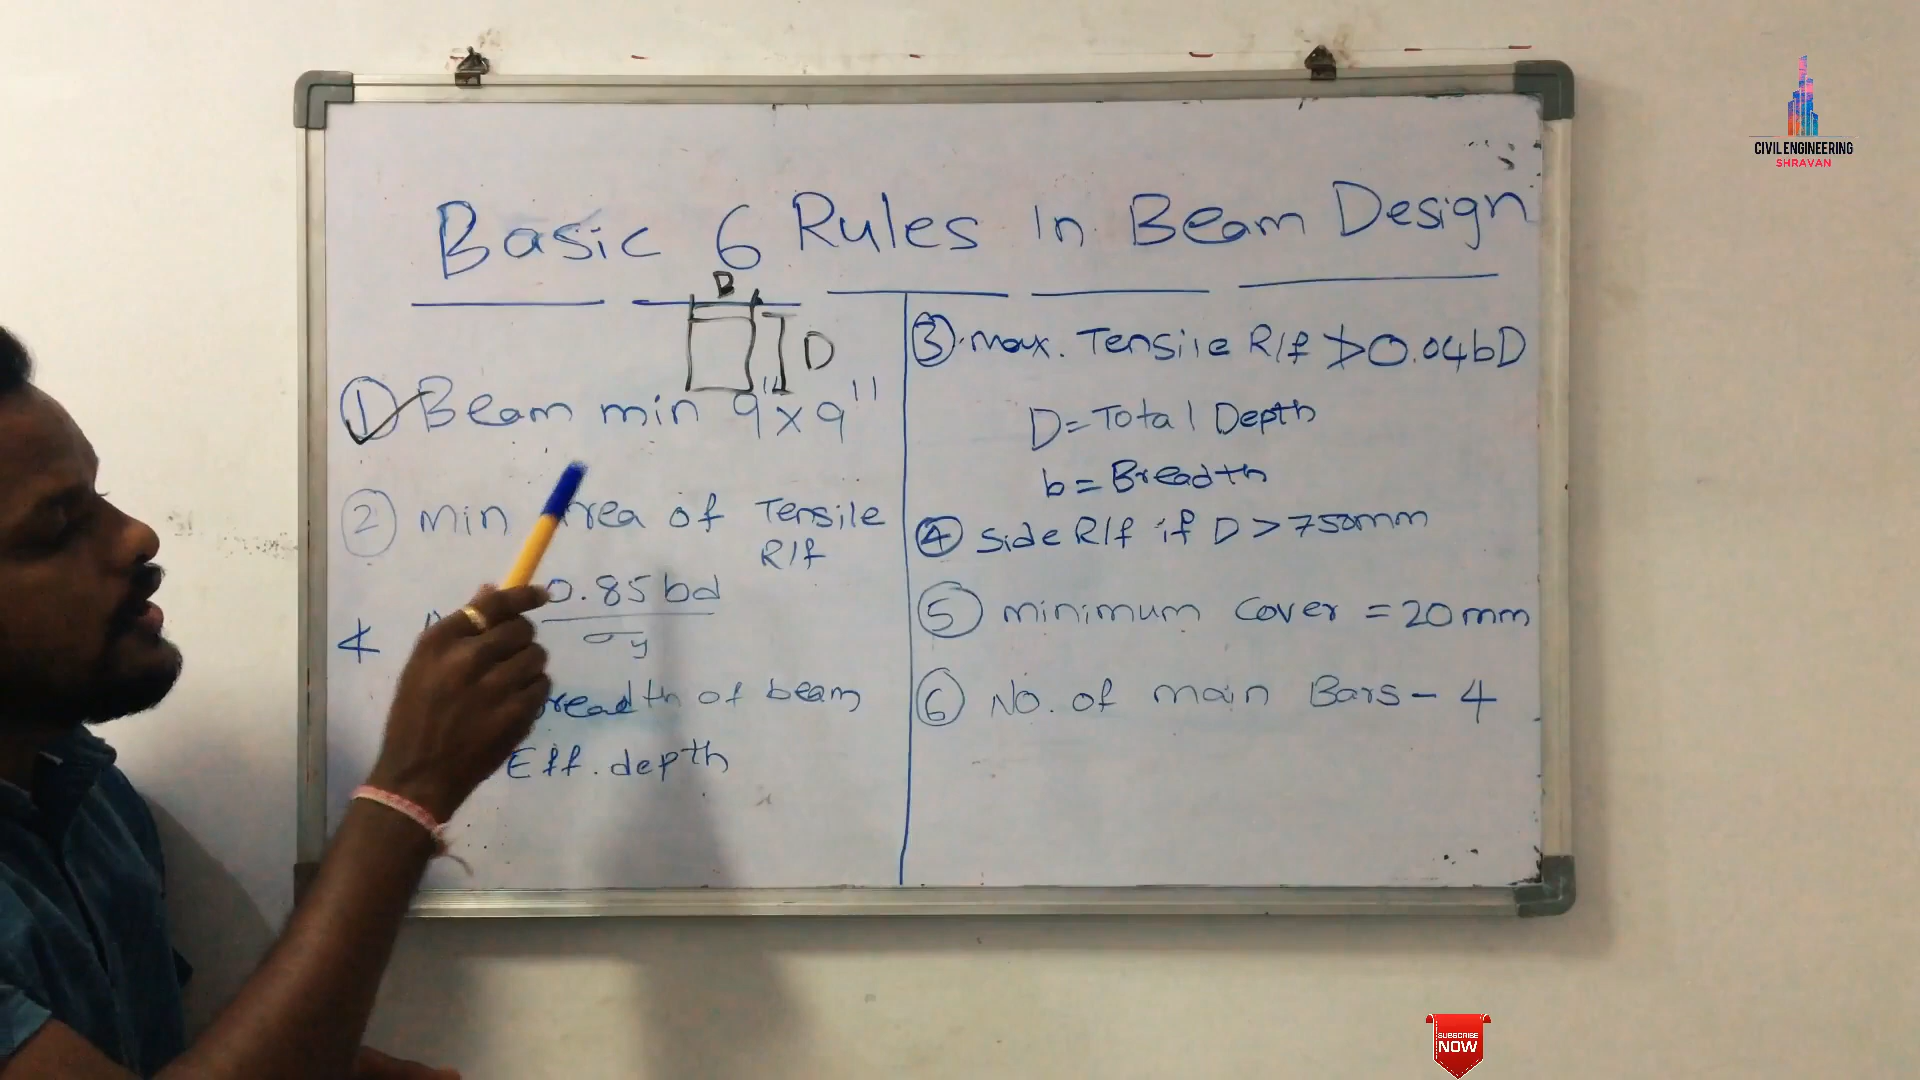 Basic 6 Rules In Beam Design
B
D
① Beam min 9"x9"
② min Area of Tensile
R/f
0.85 bd
σy
Breadth of beam
Eff. depth
③ max. Tensile R/f ≯ 0.04bD
D = Total Depth
b = Breadth
④ Side R/f if D > 750mm
⑤ minimum Cover = 20mm
⑥ No. of main Bars - 4
CIVIL ENGINEERING
SHRAVAN
SUBSCRIBE
NOW